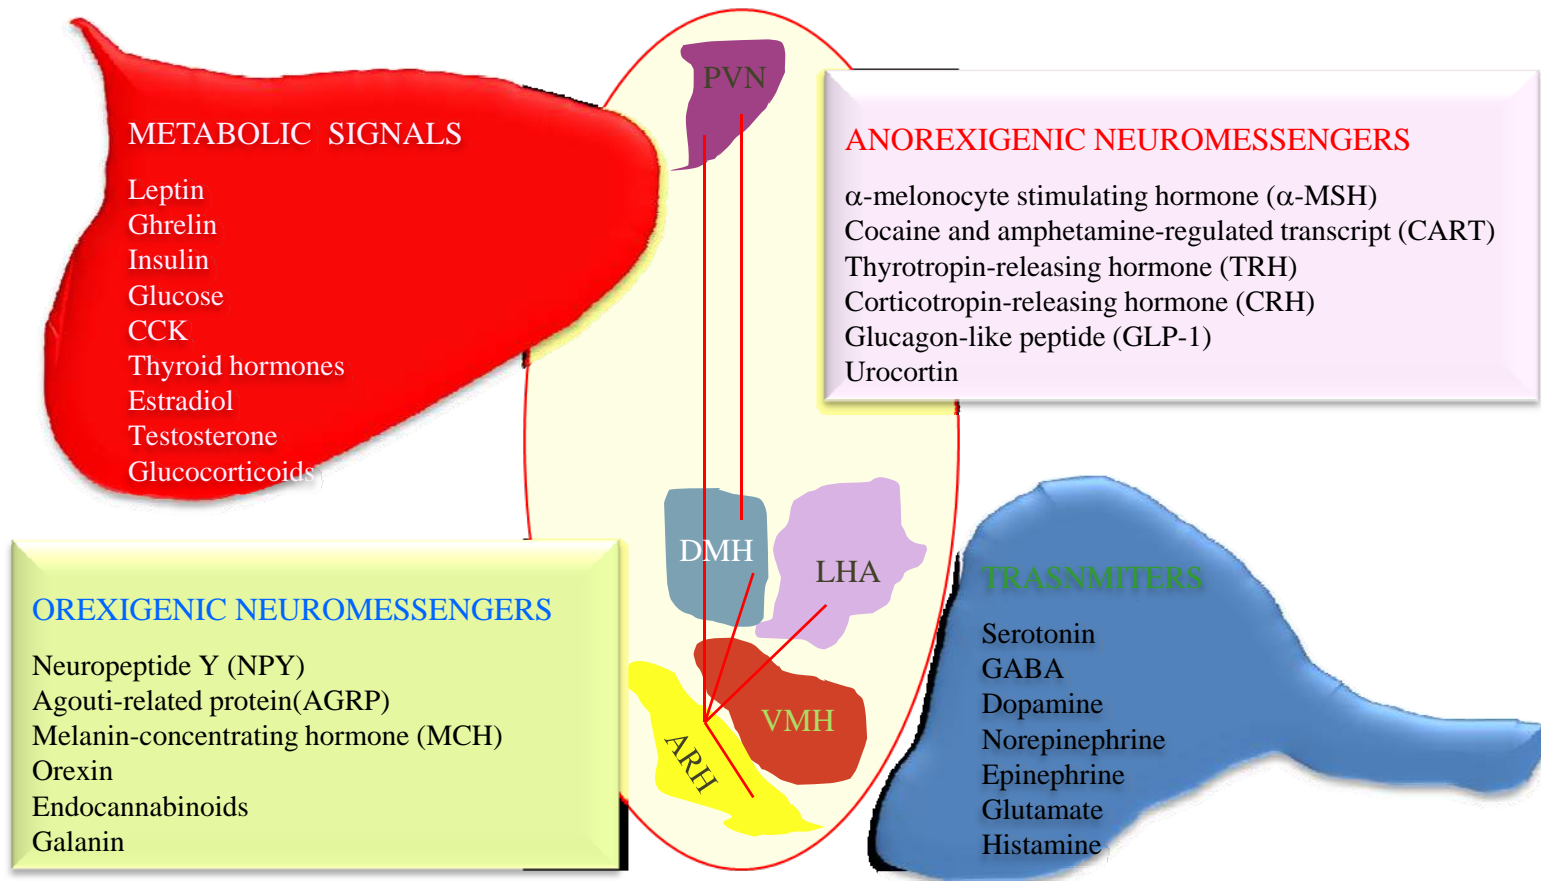 METABOLIC SIGNALS
Leptin
Ghrelin
Insulin
Glucose
CCK
Thyroid hormones
Estradiol
Testosterone
Glucocorticoids
PVN
ANOREXIGENIC NEUROMESSENGERS
α-melonocyte stimulating hormone (α-MSH)
Cocaine and amphetamine-regulated transcript (CART)
Thyrotropin-releasing hormone (TRH)
Corticotropin-releasing hormone (CRH)
Glucagon-like peptide (GLP-1)
Urocortin
DMH
LHA
VMH
ARH
OREXIGENIC NEUROMESSENGERS
Neuropeptide Y (NPY)
Agouti-related protein(AGRP)
Melanin-concentrating hormone (MCH)
Orexin
Endocannabinoids
Galanin
TRASNMITERS
Serotonin
GABA
Dopamine
Norepinephrine
Epinephrine
Glutamate
Histamine